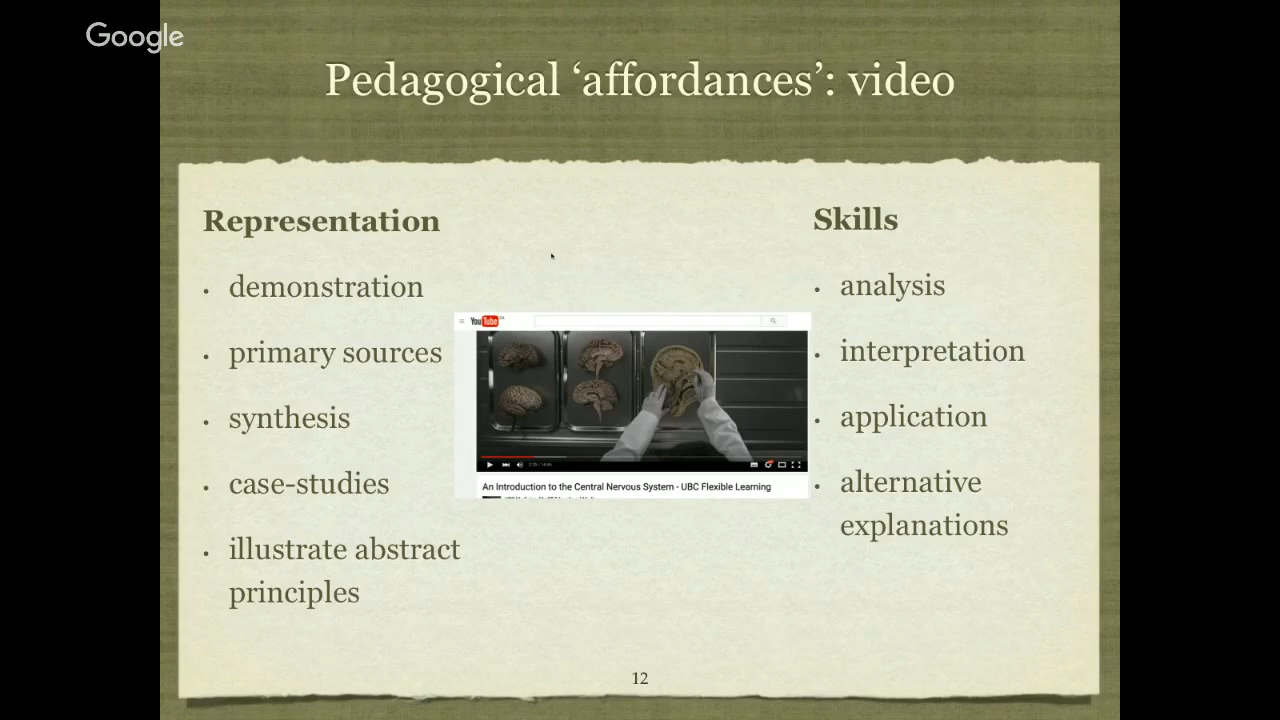 Google
Pedagogical ‘affordances’: video
Representation
• demonstration
• primary sources
• synthesis
• case-studies
• illustrate abstract
principles
YouTube
An Introduction to the Central Nervous System - UBC Flexible Learning
Skills
• analysis
• interpretation
• application
• alternative
explanations
12